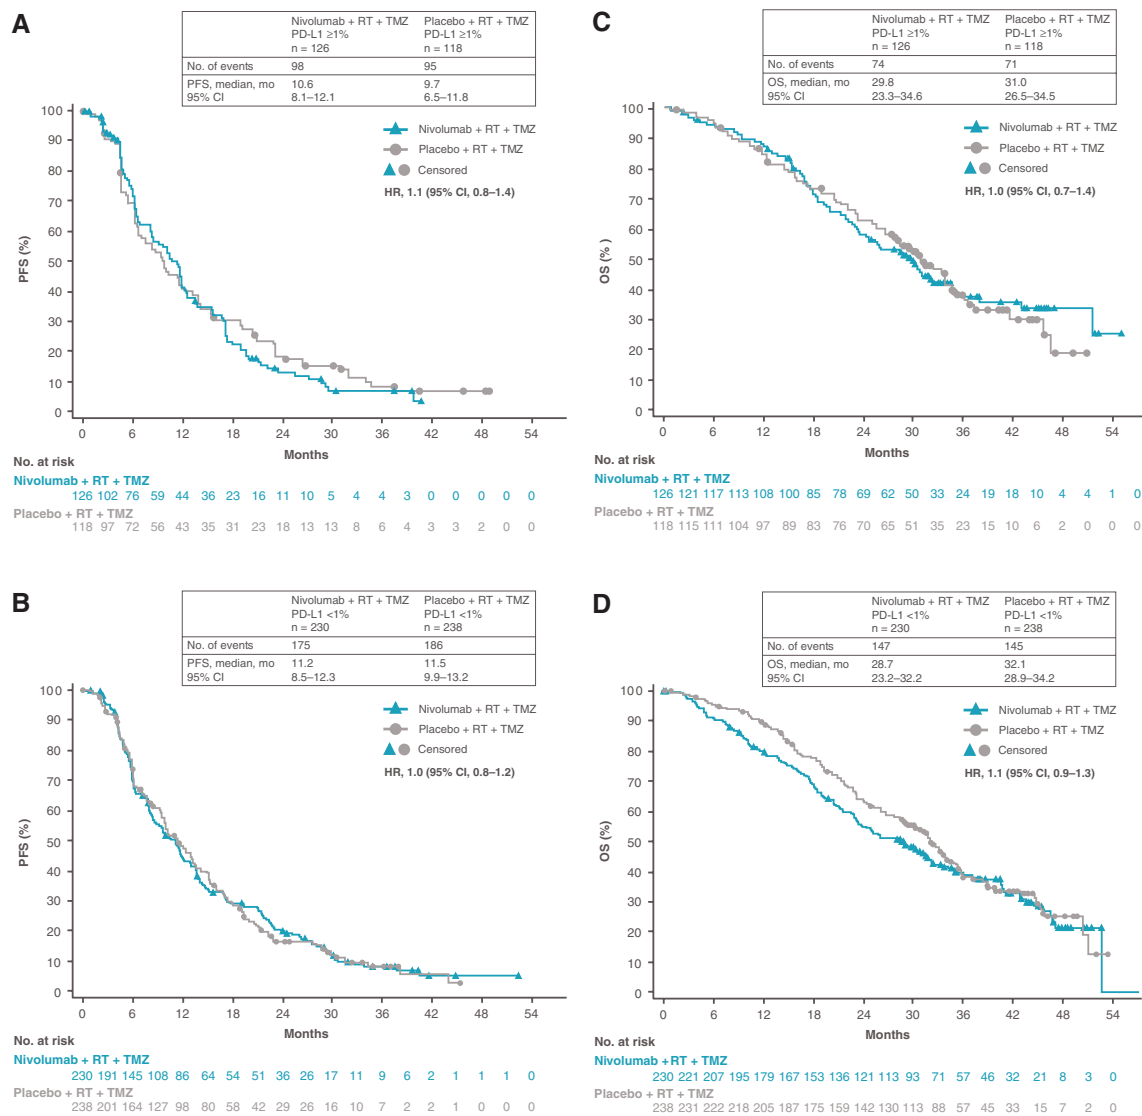 A
Nivolumab + RT + TMZ Placebo + RT + TMZ
PD-L1 ≥1% PD-L1 ≥1%
n = 126 n = 118
No. of events 98 95
PFS, median, mo 10.6 9.7
95% CI 8.1–12.1 6.5–11.8
Nivolumab + RT + TMZ
Placebo + RT + TMZ
Censored
HR, 1.1 (95% CI, 0.8–1.4)
PFS (%)
100
90
80
70
60
50
40
30
20
10
0
0 6 12 18 24 30 36 42 48 54
Months
No. at risk
Nivolumab + RT + TMZ
126 102 76 59 44 36 23 16 11 10 5 4 4 3 0 0 0 0 0
Placebo + RT + TMZ
118 97 72 56 43 35 31 23 18 13 13 8 6 4 3 3 2 0 0
C
Nivolumab + RT + TMZ Placebo + RT + TMZ
PD-L1 ≥1% PD-L1 ≥1%
n = 126 n = 118
No. of events 74 71
OS, median, mo 29.8 31.0
95% CI 23.3–34.6 26.5–34.5
Nivolumab + RT + TMZ
Placebo + RT + TMZ
Censored
HR, 1.0 (95% CI, 0.7–1.4)
OS (% )
100
90
80
70
60
50
40
30
20
10
0
0 6 12 18 24 30 36 42 48 54
Months
No. at risk
Nivolumab + RT + TMZ
126 121 117 113 108 100 85 78 69 62 50 33 24 19 18 10 4 4 1 0
Placebo + RT + TMZ
118 115 111 104 97 89 83 76 70 65 51 35 23 15 10 6 2 0 0 0
B
Nivolumab + RT + TMZ Placebo + RT + TMZ
PD-L1 <1% PD-L1 <1%
n = 230 n = 238
No. of events 175 186
PFS, median, mo 11.2 11.5
95% CI 8.5–12.3 9.9–13.2
Nivolumab + RT + TMZ
Placebo + RT + TMZ
Censored
HR, 1.0 (95% CI, 0.8–1.2)
PFS (%)
100
90
80
70
60
50
40
30
20
10
0
0 6 12 18 24 30 36 42 48 54
Months
No. at risk
Nivolumab + RT + TMZ
230 191 145 108 86 64 54 51 36 26 17 11 9 6 2 1 1 1 0
Placebo + RT + TMZ
238 201 164 127 98 80 58 42 29 26 16 10 7 2 2 1 0 0 0
D
Nivolumab + RT + TMZ Placebo + RT + TMZ
PD-L1 <1% PD-L1 <1%
n = 230 n = 238
No. of events 147 145
OS, median, mo 28.7 32.1
95% CI 23.2–32.2 28.9–34.2
Nivolumab + RT + TMZ
Placebo + RT + TMZ
Censored
HR, 1.1 (95% CI, 0.9–1.3)
OS (%)
100
90
80
70
60
50
40
30
20
10
0
0 6 12 18 24 30 36 42 48 54
Months
No. at risk
Nivolumab +RT + TMZ
230 221 207 195 179 167 153 136 121 113 93 71 57 46 32 21 8 3 0
Placebo + RT + TMZ
238 231 222 218 205 187 175 159 142 130 113 88 57 45 33 15 7 2 0